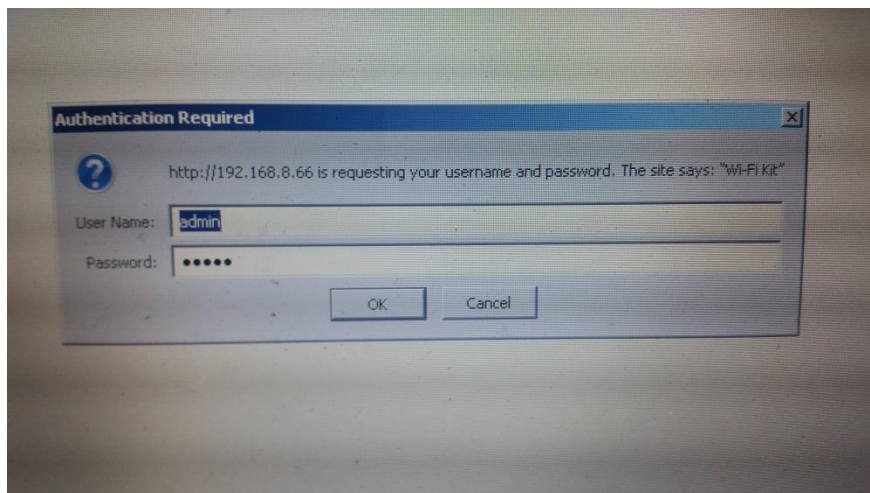 Authentication Required
http://192.168.8.66 is requesting your username and password. The site says: "Wi-Fi Kit"
User Name: admin
Password: •••••
OK Cancel